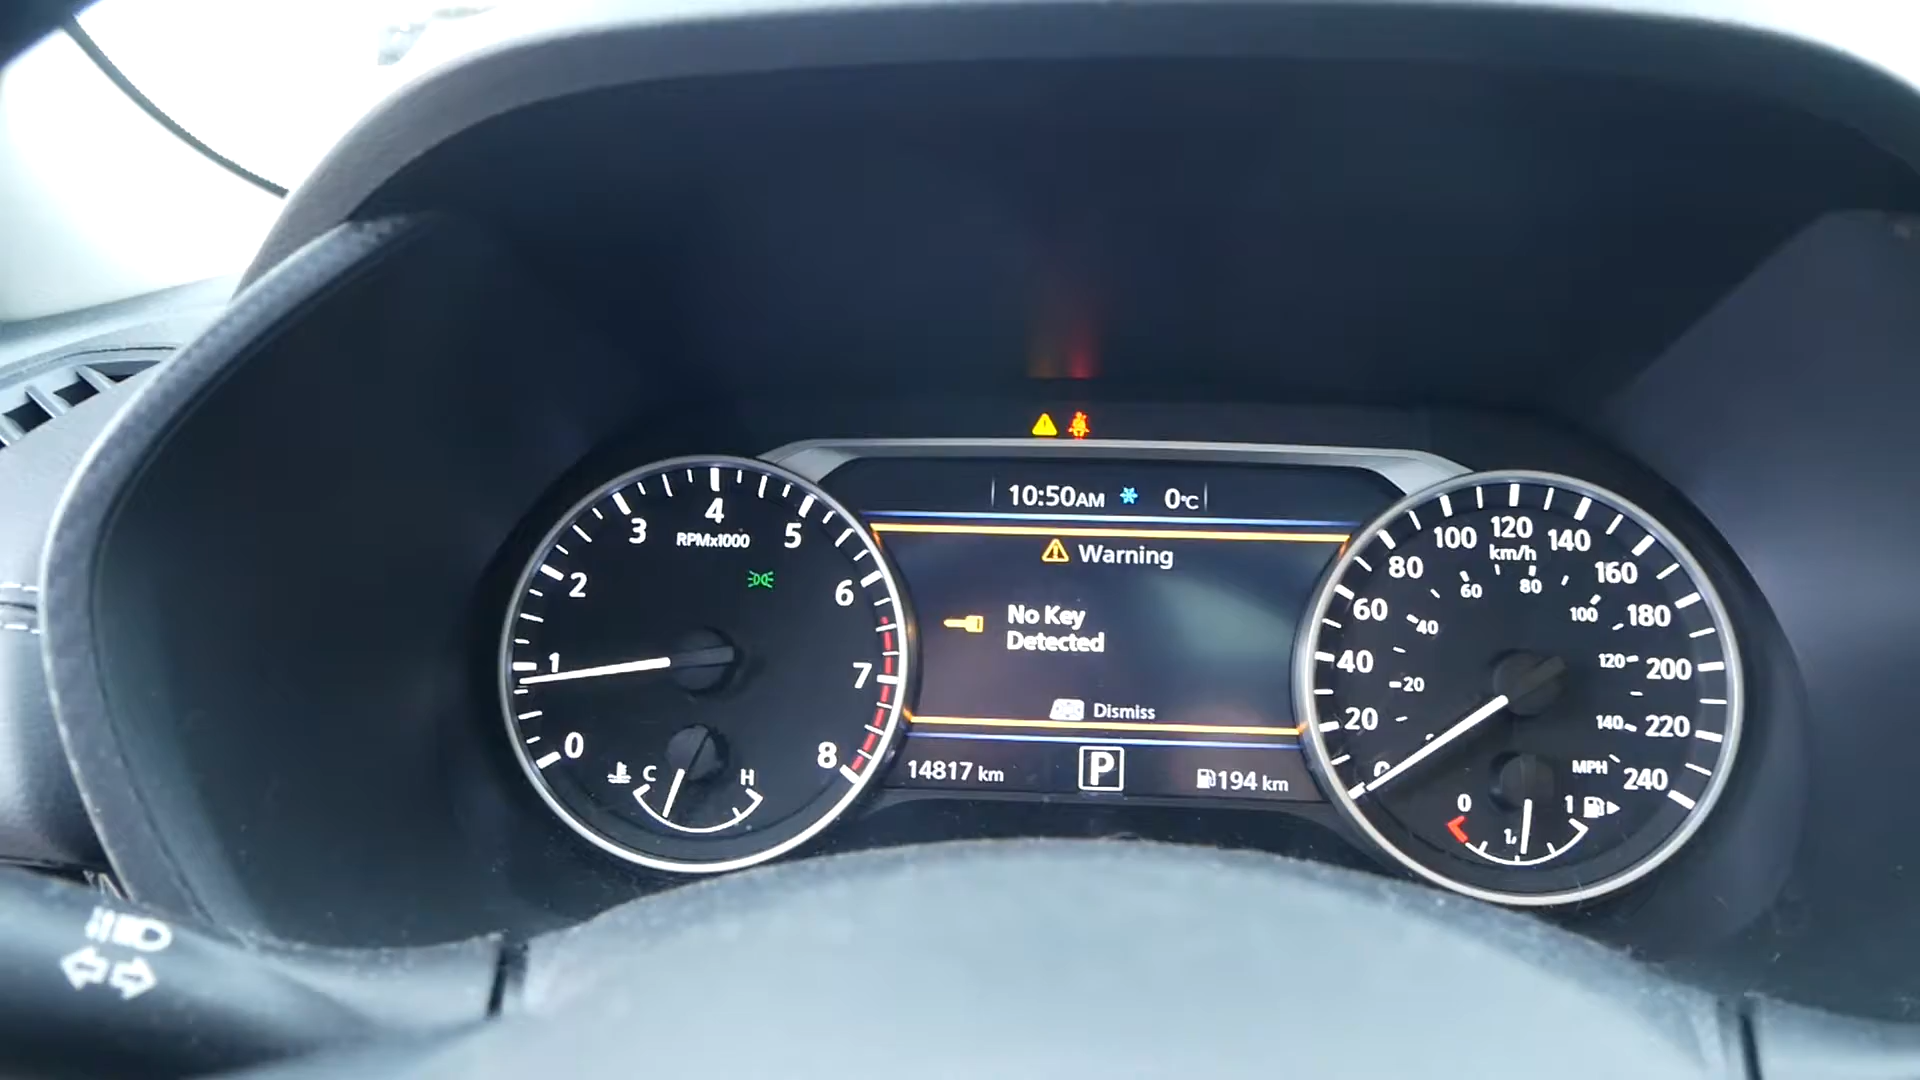 10:50AM 0°C
Warning
No Key
Detected
Dismiss
14817 km
P
194 km
0 1 2 3 4 5 6 7 8
RPMx1000
C H
0 20 40 60 80 100 120 140 160 180 200 220 240
km/h
20 40 60 80 100 120 140
MPH
0 1